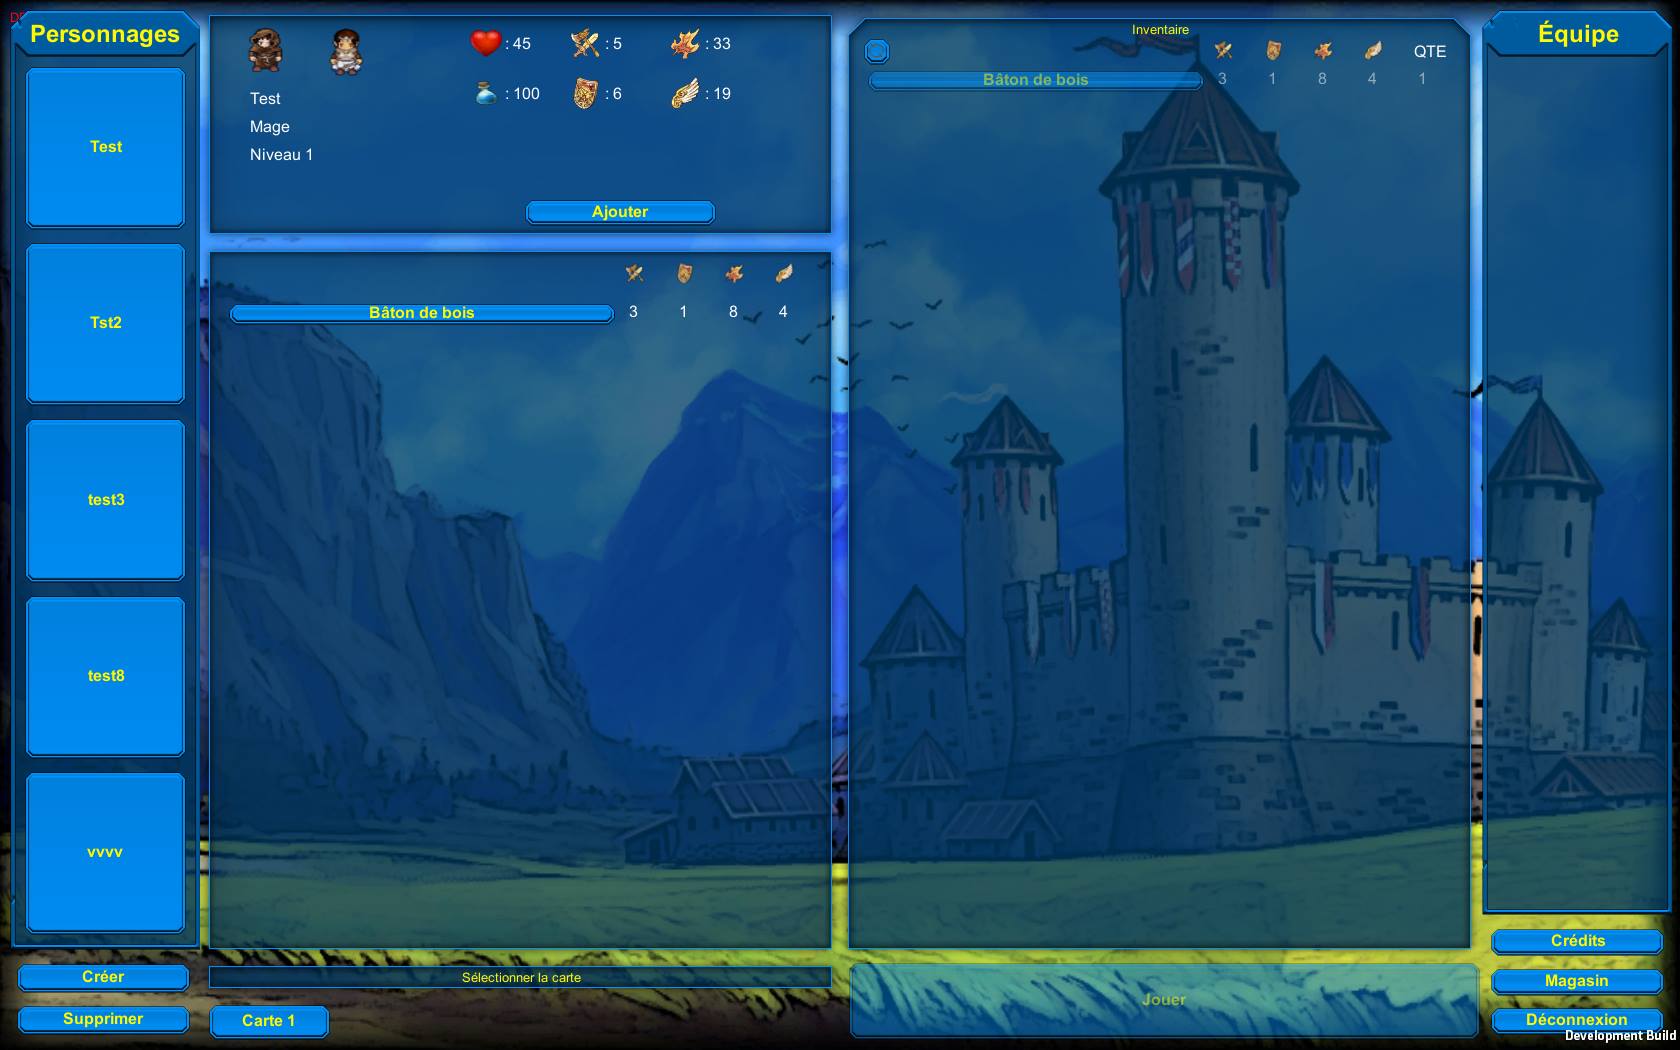 Personnages
Test
Tst2
test3
test8
vvvv
Créer
Supprimer
: 45
: 5
: 33
: 100
: 6
: 19
Test
Mage
Niveau 1
Ajouter
Bâton de bois 3 1 8 4
Sélectionner la carte
Carte 1
Inventaire
QTE
Bâton de bois 3 1 8 4 1
Jouer
Équipe
Crédits
Magasin
Déconnexion
Development Build